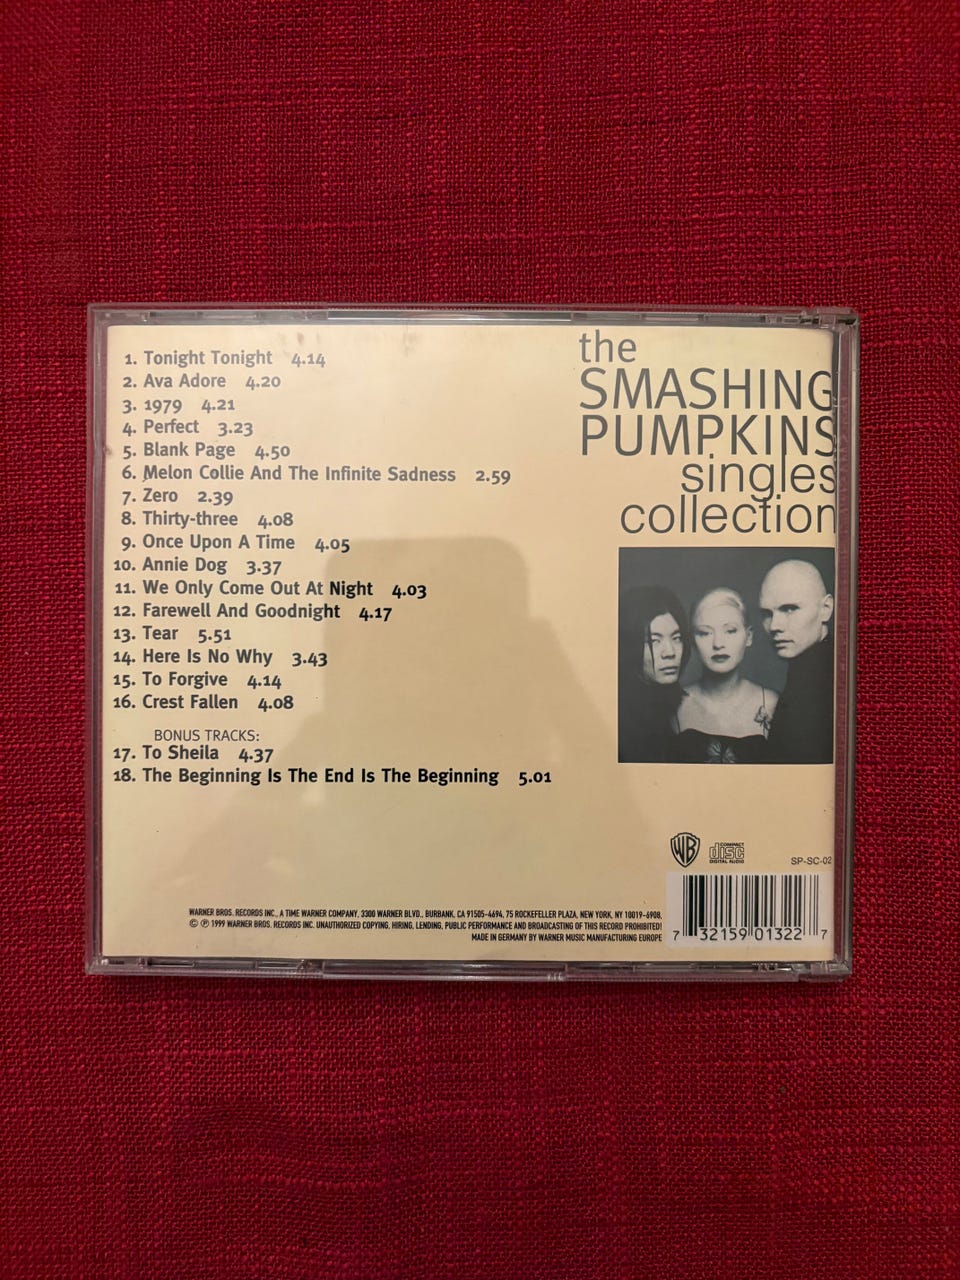 1. Tonight Tonight 4.14
2. Ava Adore 4.20
3. 1979 4.21
4. Perfect 3.23
5. Blank Page 4.50
6. Melon Collie And The Infinite Sadness 2.59
7. Zero 2.39
8. Thirty-three 4.08
9. Once Upon A Time 4.05
10. Annie Dog 3.37
11. We Only Come Out At Night 4.03
12. Farewell And Goodnight 4.17
13. Tear 5.51
14. Here Is No Why 3.43
15. To Forgive 4.14
16. Crest Fallen 4.08
BONUS TRACKS:
17. To Sheila 4.37
18. The Beginning Is The End Is The Beginning 5.01
the
SMASHING
PUMPKINS
singles
collection
WB
COMPACT
disc
DIGITAL AUDIO
SP-SC-02
WARNER BROS. RECORDS INC., A TIME WARNER COMPANY, 3300 WARNER BLVD., BURBANK, CA 91505-4694, 75 ROCKEFELLER PLAZA, NEW YORK, NY 10019-6908,
© ℗ 1999 WARNER BROS. RECORDS INC. UNAUTHORIZED COPYING, HIRING, LENDING, PUBLIC PERFORMANCE AND BROADCASTING OF THIS RECORD PROHIBITED!
MADE IN GERMANY BY WARNER MUSIC MANUFACTURING EUROPE
7 32159 01322 7